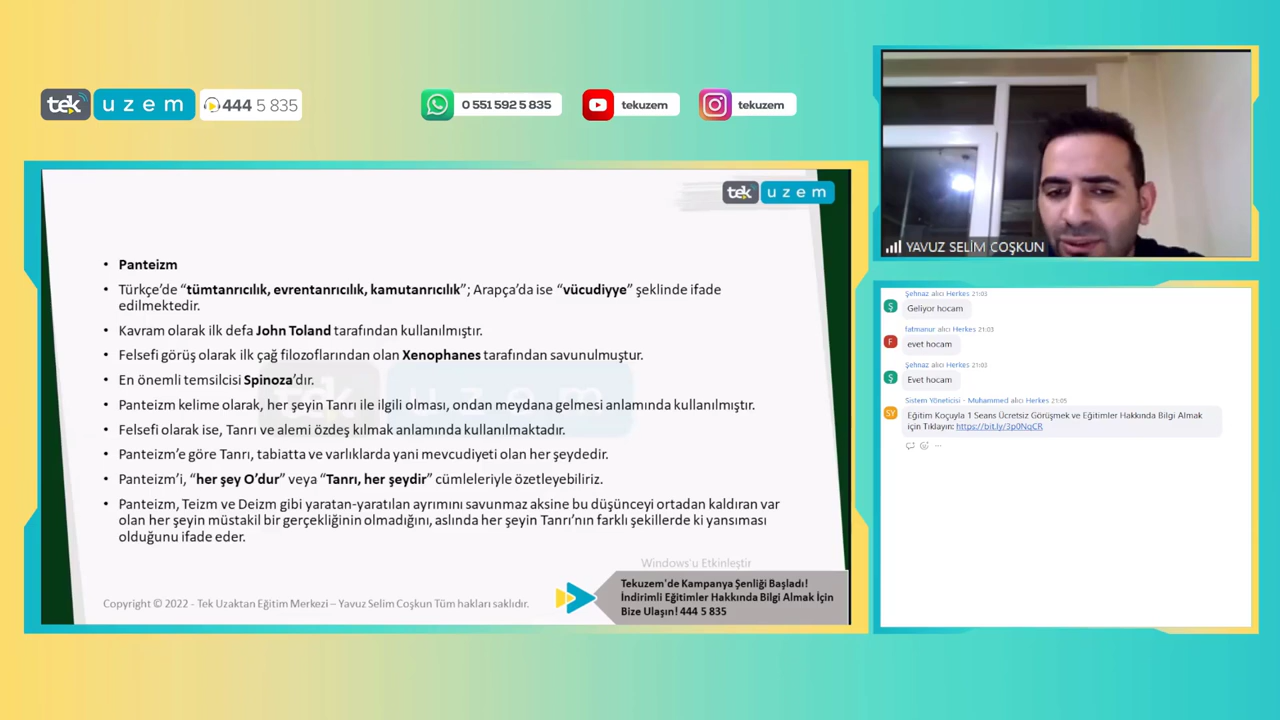 tek uzem 444 5 835
0 551 592 5 835
tekuzem
tekuzem
tek uzem
• Panteizm
• Türkçe’de “tümtanrıcılık, evrentanrıcılık, kamutanrıcılık”; Arapça’da ise “vücudiyye” şeklinde ifade
edilmektedir.
• Kavram olarak ilk defa John Toland tarafından kullanılmıştır.
• Felsefi görüş olarak ilk çağ filozoflarından olan Xenophanes tarafından savunulmuştur.
• En önemli temsilcisi Spinoza’dır.
• Panteizm kelime olarak, her şeyin Tanrı ile ilgili olması, ondan meydana gelmesi anlamında kullanılmıştır.
• Felsefi olarak ise, Tanrı ve alemi özdeş kılmak anlamında kullanılmaktadır.
• Panteizm’e göre Tanrı, tabiatta ve varlıklarda yani mevcudiyeti olan her şeydedir.
• Panteizm’i, “her şey O’dur” veya “Tanrı, her şeydir” cümleleriyle özetleyebiliriz.
• Panteizm, Teizm ve Deizm gibi yaratan-yaratılan ayrımını savunmaz aksine bu düşünceyi ortadan kaldıran var
olan her şeyin müstakil bir gerçekliğinin olmadığını, aslında her şeyin Tanrı’nın farklı şekillerde ki yansıması
olduğunu ifade eder.
Windows'u Etkinleştir
Copyright © 2022 - Tek Uzaktan Eğitim Merkezi – Yavuz Selim Coşkun Tüm hakları saklıdır.
Tekuzem'de Kampanya Şenliği Başladı!
İndirimli Eğitimler Hakkında Bilgi Almak İçin
Bize Ulaşın! 444 5 835
YAVUZ SELİM COŞKUN
Şehnaz alıcı Herkes 21:03
Ş
Geliyor hocam
fatmanur alıcı Herkes 21:03
F
evet hocam
Şehnaz alıcı Herkes 21:03
Ş
Evet hocam
Sistem Yöneticisi - Muhammed alıcı Herkes 21:05
SY
Eğitim Koçuyla 1 Seans Ücretsiz Görüşmek ve Eğitimler Hakkında Bilgi Almak
için Tıklayın: https://bit.ly/3p0NqCR